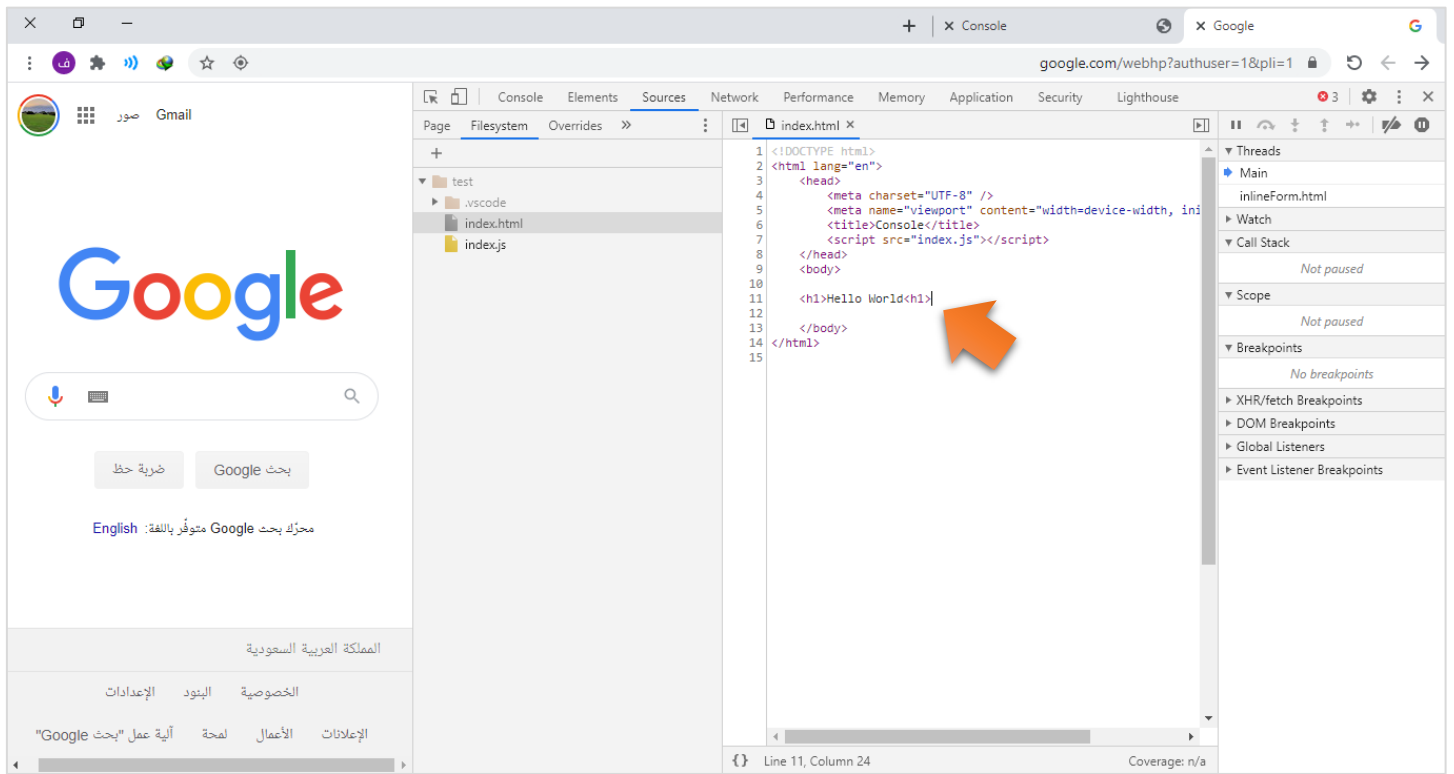 Console
Google
google.com/webhp?authuser=1&pli=1
ف
Gmail
صور
Google
بحث Google
ضربة حظ
محرّك بحث Google متوفّر باللغة: English
المملكة العربية السعودية
الخصوصية البنود الإعدادات
الإعلانات الأعمال لمحة آلية عمل "بحث Google"
Console Elements Sources Network Performance Memory Application Security Lighthouse 3
Page Filesystem Overrides »
+
test
.vscode
index.html
index.js
index.html ×
1 <!DOCTYPE html>
2 <html lang="en">
3 <head>
4 <meta charset="UTF-8" />
5 <meta name="viewport" content="width=device-width, ini
6 <title>Console</title>
7 <script src="index.js"></script>
8 </head>
9 <body>
10
11 <h1>Hello World<h1>
12
13 </body>
14 </html>
15
{} Line 11, Column 24 Coverage: n/a
Threads
Main
inlineForm.html
Watch
Call Stack
Not paused
Scope
Not paused
Breakpoints
No breakpoints
XHR/fetch Breakpoints
DOM Breakpoints
Global Listeners
Event Listener Breakpoints